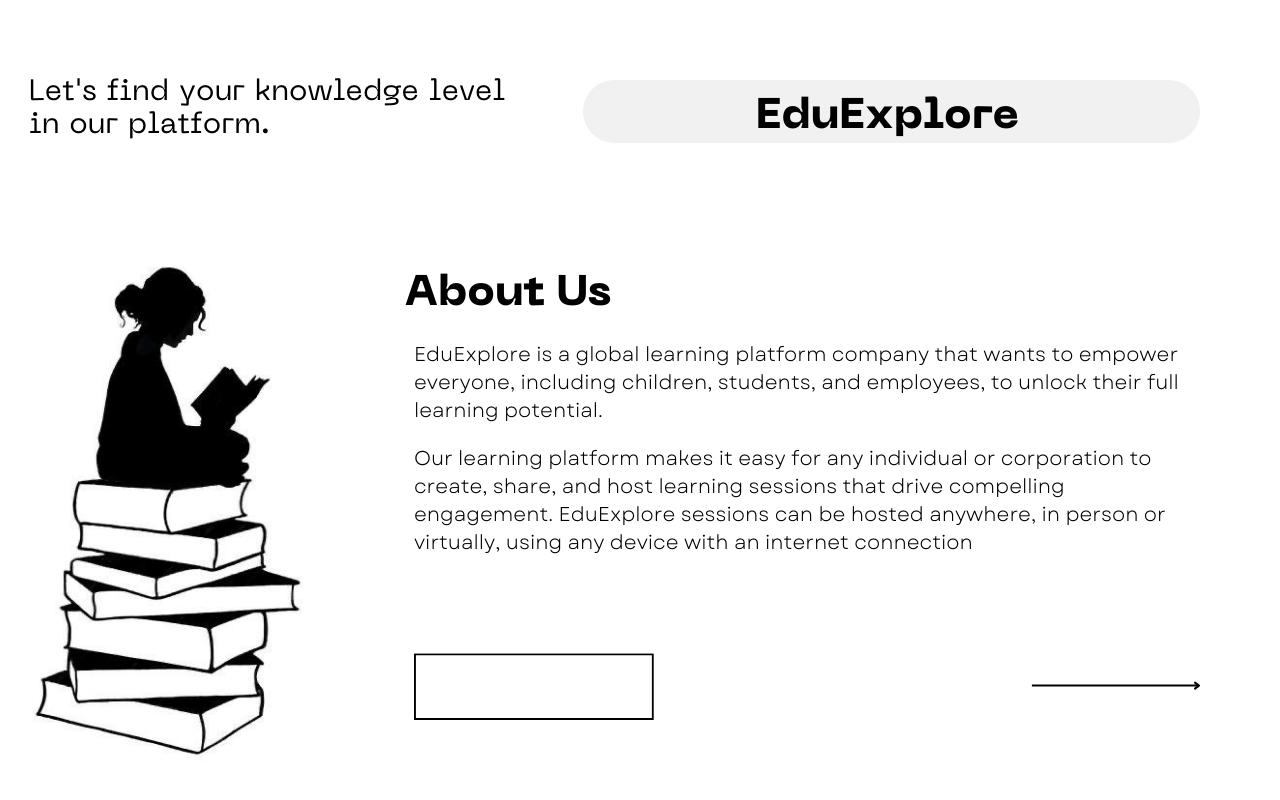 Let's find your knowledge level
in our platform.
EduExplore
About Us
EduExplore is a global learning platform company that wants to empower
everyone, including children, students, and employees, to unlock their full
learning potential.
Our learning platform makes it easy for any individual or corporation to
create, share, and host learning sessions that drive compelling
engagement. EduExplore sessions can be hosted anywhere, in person or
virtually, using any device with an internet connection